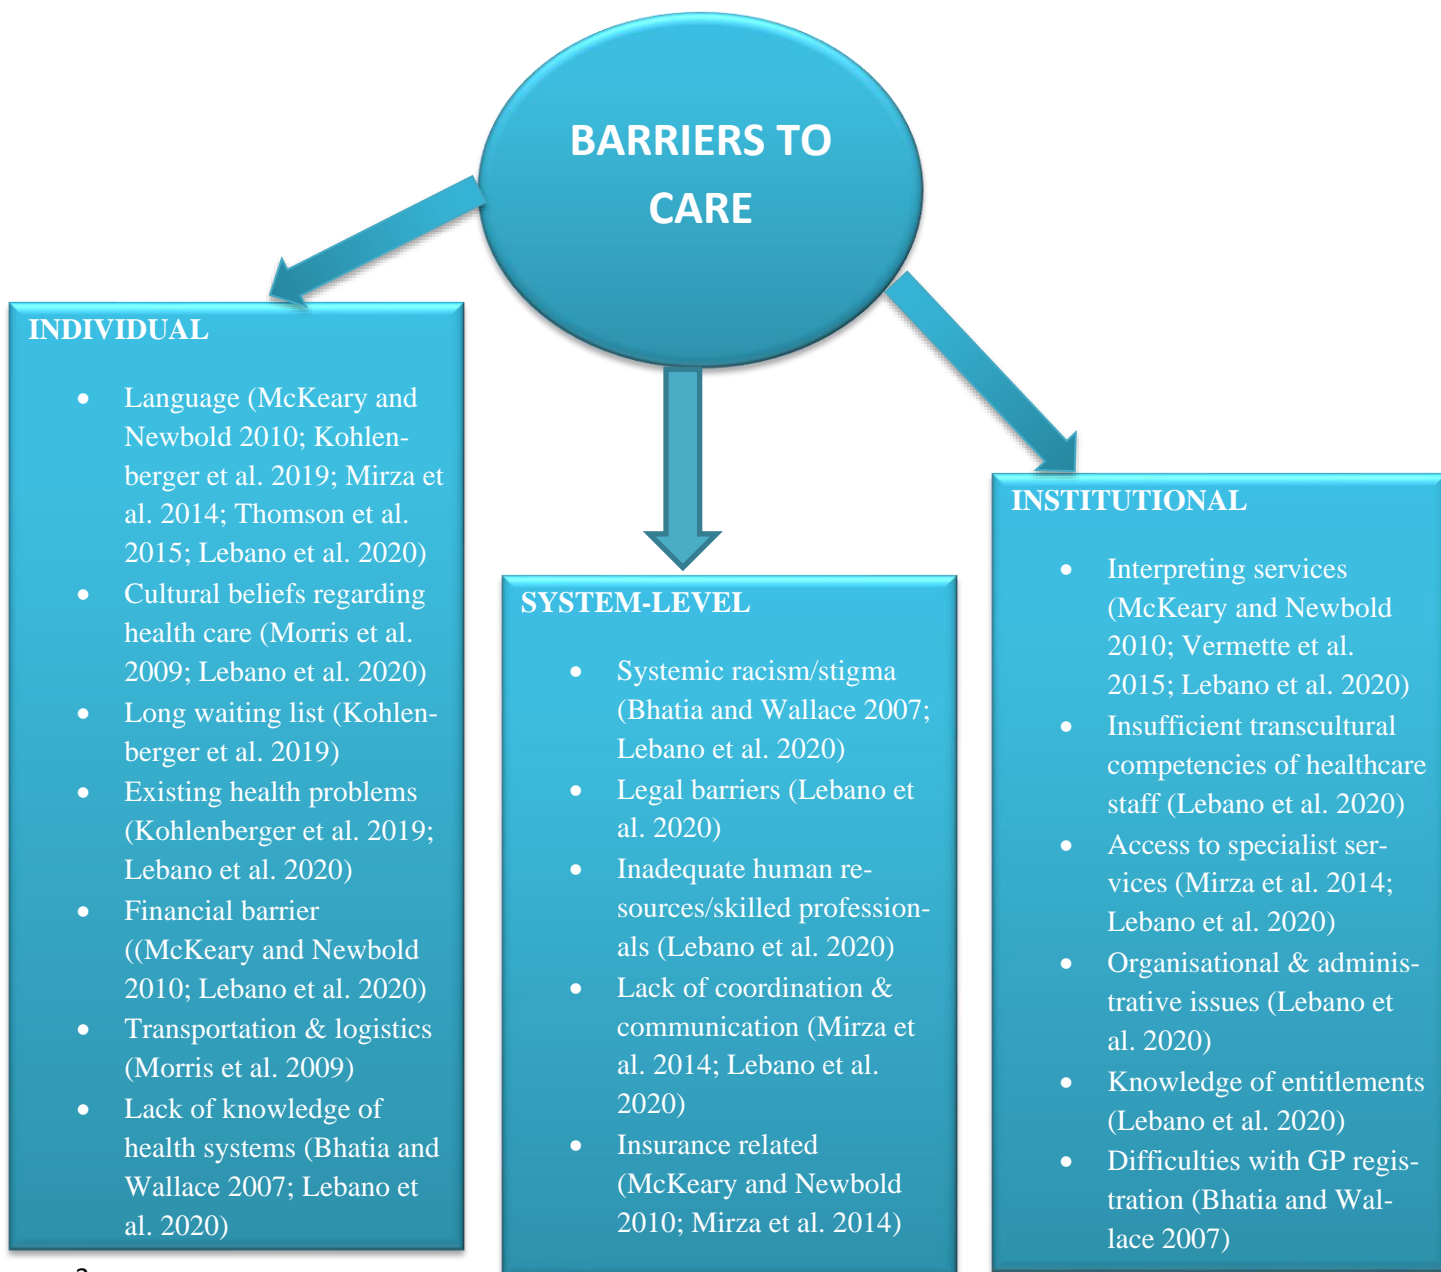 BARRIERS TO
CARE
INDIVIDUAL
• Language (McKeary and
Newbold 2010; Kohlen-
berger et al. 2019; Mirza et
al. 2014; Thomson et al.
2015; Lebano et al. 2020)
• Cultural beliefs regarding
health care (Morris et al.
2009; Lebano et al. 2020)
• Long waiting list (Kohlen-
berger et al. 2019)
• Existing health problems
(Kohlenberger et al. 2019;
Lebano et al. 2020)
• Financial barrier
((McKeary and Newbold
2010; Lebano et al. 2020)
• Transportation & logistics
(Morris et al. 2009)
• Lack of knowledge of
health systems (Bhatia and
Wallace 2007; Lebano et
al. 2020)
SYSTEM-LEVEL
• Systemic racism/stigma
(Bhatia and Wallace 2007;
Lebano et al. 2020)
• Legal barriers (Lebano et
al. 2020)
• Inadequate human re-
sources/skilled profession-
als (Lebano et al. 2020)
• Lack of coordination &
communication (Mirza et
al. 2014; Lebano et al.
2020)
• Insurance related
(McKeary and Newbold
2010; Mirza et al. 2014)
INSTITUTIONAL
• Interpreting services
(McKeary and Newbold
2010; Vermette et al.
2015; Lebano et al. 2020)
• Insufficient transcultural
competencies of healthcare
staff (Lebano et al. 2020)
• Access to specialist ser-
vices (Mirza et al. 2014;
Lebano et al. 2020)
• Organisational & adminis-
trative issues (Lebano et
al. 2020)
• Knowledge of entitlements
(Lebano et al. 2020)
• Difficulties with GP regis-
tration (Bhatia and Wal-
lace 2007)